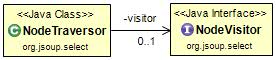 <<Java Class>>
C NodeTraversor
org.jsoup.select
-visitor
0..1
<<Java Interface>>
I NodeVisitor
org.jsoup.select